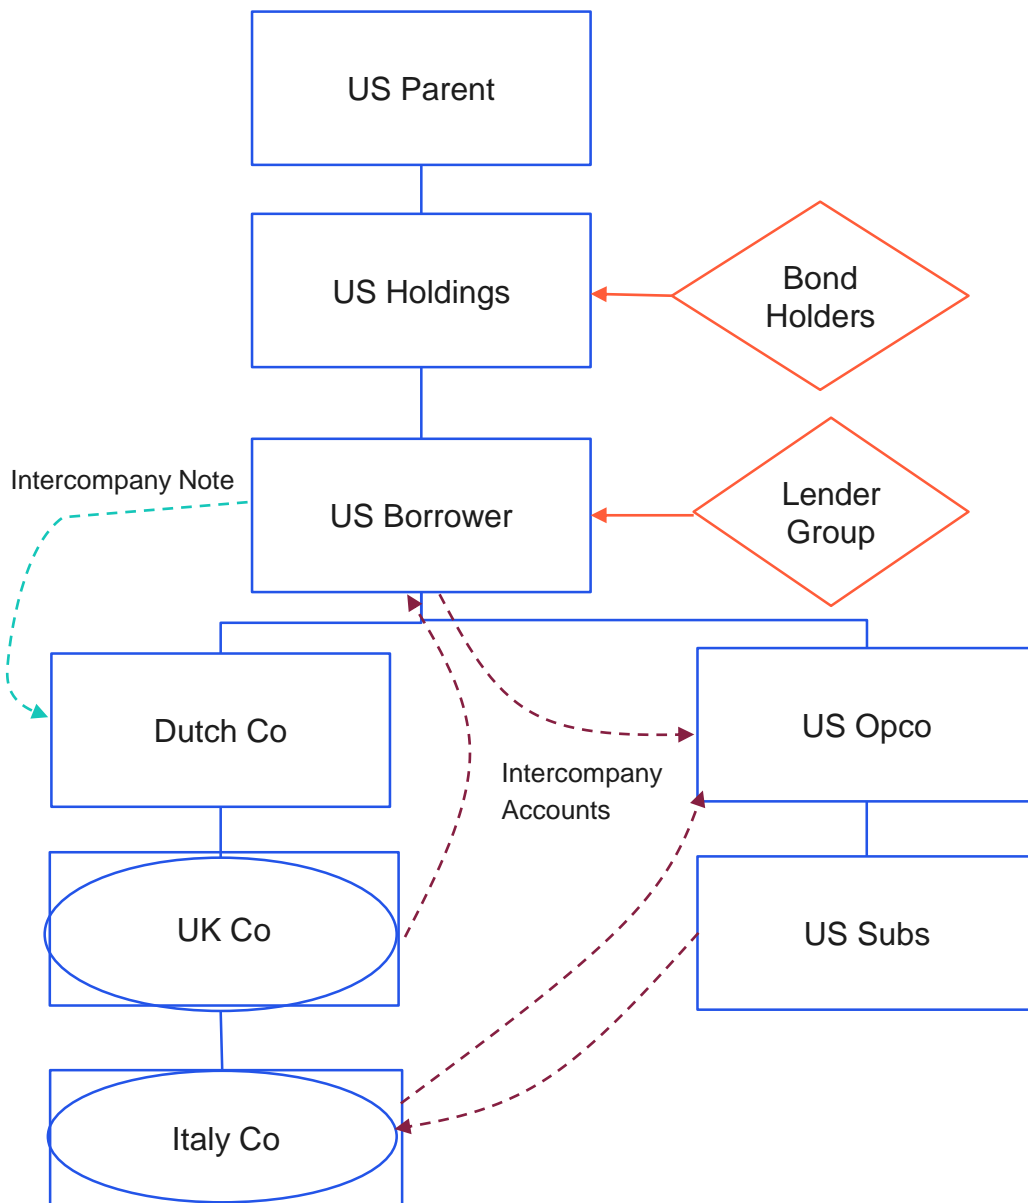 US Parent
US Holdings
Bond
Holders
Intercompany Note
US Borrower
Lender
Group
Dutch Co
US Opco
Intercompany
Accounts
UK Co
US Subs
Italy Co